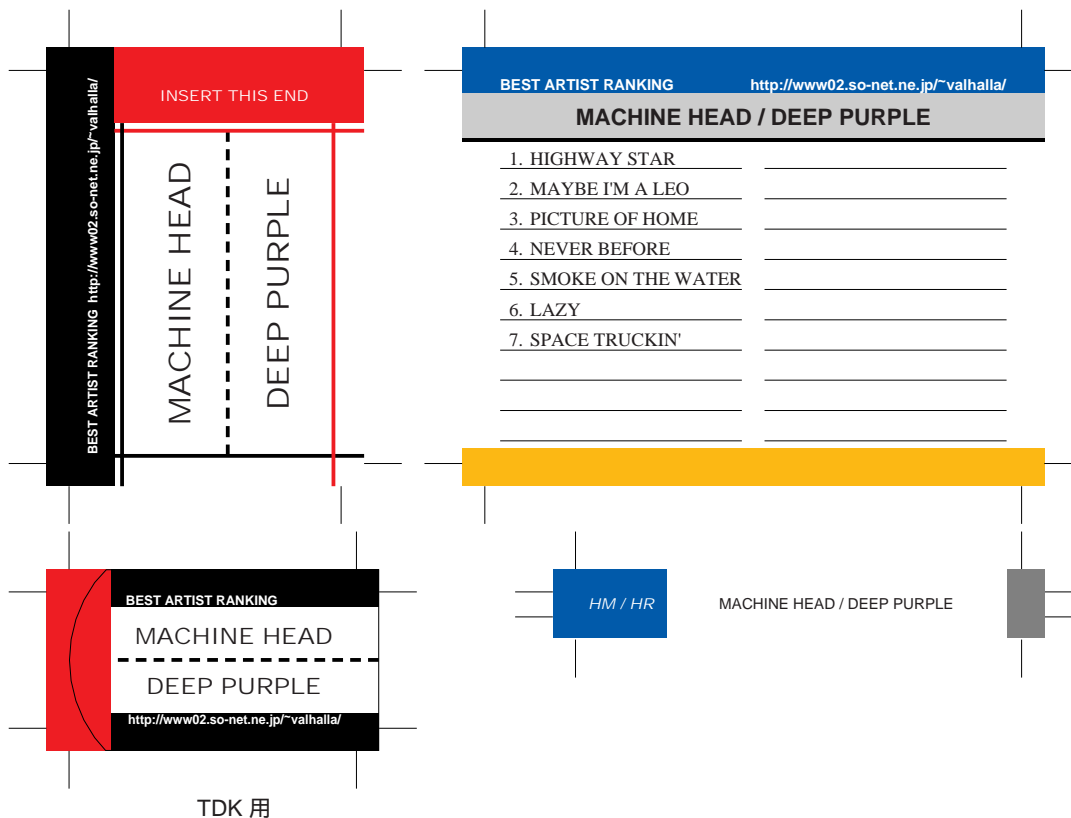 INSERT THIS END
BEST ARTIST RANKING http://www02.so-net.ne.jp/~valhalla/
MACHINE HEAD
DEEP PURPLE
BEST ARTIST RANKING http://www02.so-net.ne.jp/~valhalla/
MACHINE HEAD / DEEP PURPLE
1. HIGHWAY STAR
2. MAYBE I'M A LEO
3. PICTURE OF HOME
4. NEVER BEFORE
5. SMOKE ON THE WATER
6. LAZY
7. SPACE TRUCKIN'
BEST ARTIST RANKING
MACHINE HEAD
DEEP PURPLE
http://www02.so-net.ne.jp/~valhalla/
TDK 用
HM / HR
MACHINE HEAD / DEEP PURPLE